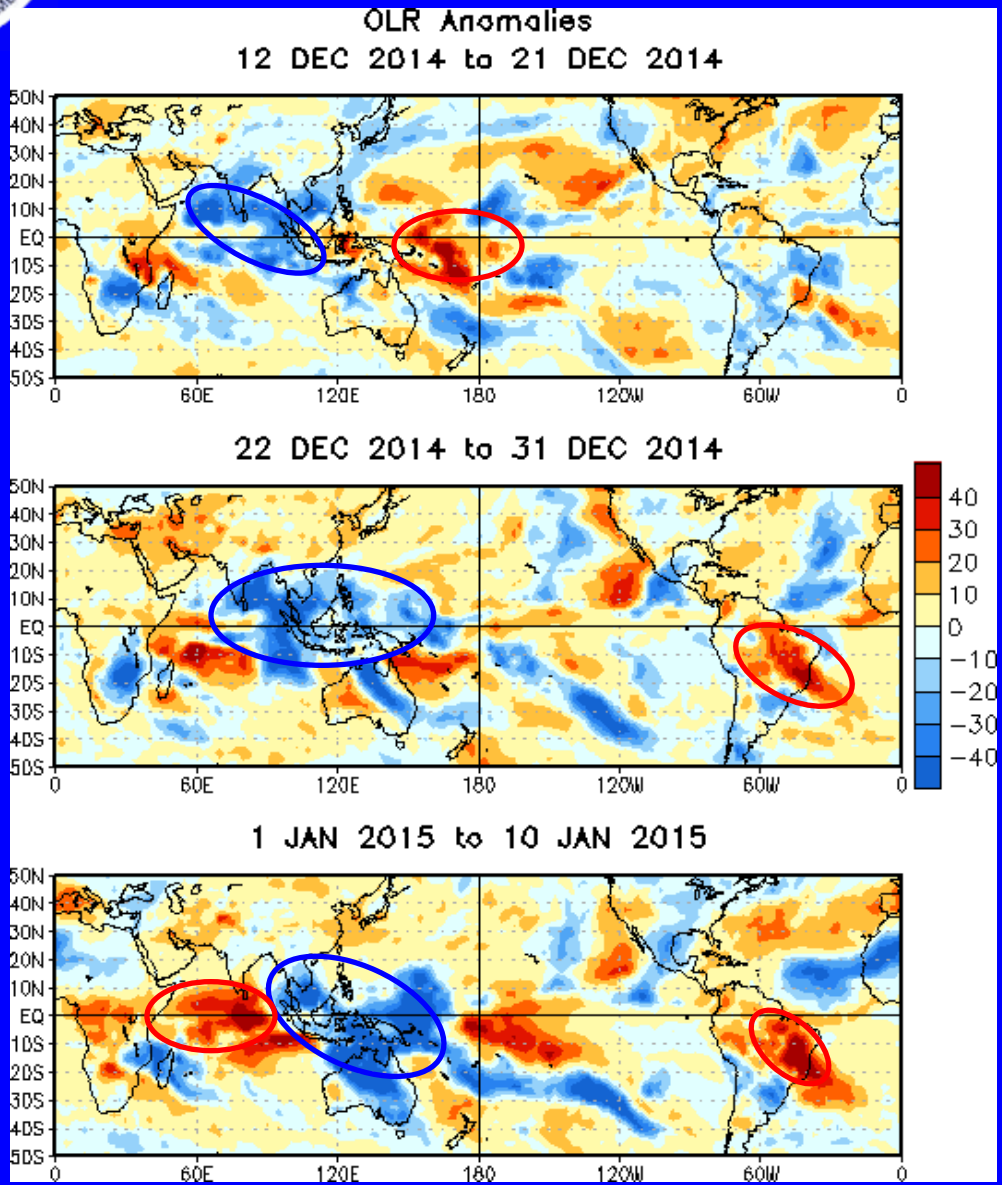 OLR Anomalies
12 DEC 2014 to 21 DEC 2014
50N
40N
30N
20N
10N
EQ
10S
20S
30S
40S
50S
0 60E 120E 180 120W 60W 0
22 DEC 2014 to 31 DEC 2014
50N
40N
30N
20N
10N
EQ
10S
20S
30S
40S
50S
0 60E 120E 180 120W 60W 0
40
30
20
10
0
−10
−20
−30
−40
1 JAN 2015 to 10 JAN 2015
50N
40N
30N
20N
10N
EQ
10S
20S
30S
40S
50S
0 60E 120E 180 120W 60W 0